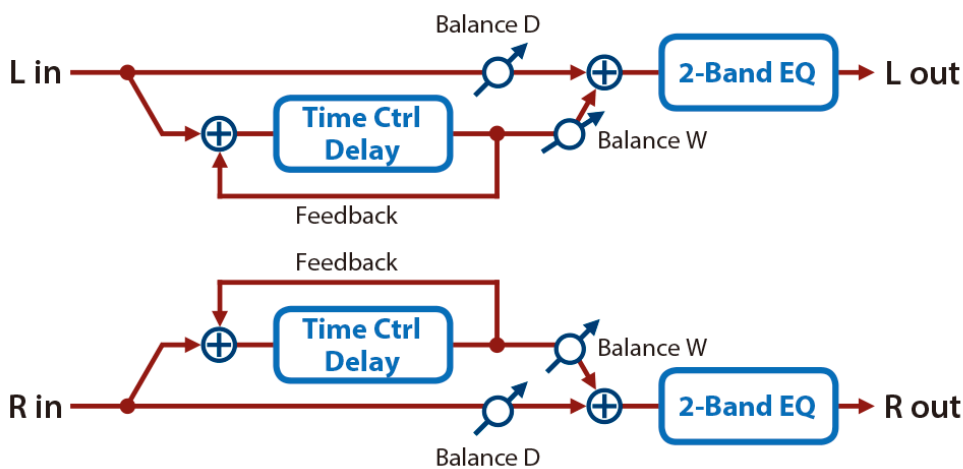 Balance D
L in
2-Band EQ
L out
Time Ctrl
Delay
Balance W
Feedback
Feedback
Time Ctrl
Delay
Balance W
R in
2-Band EQ
R out
Balance D